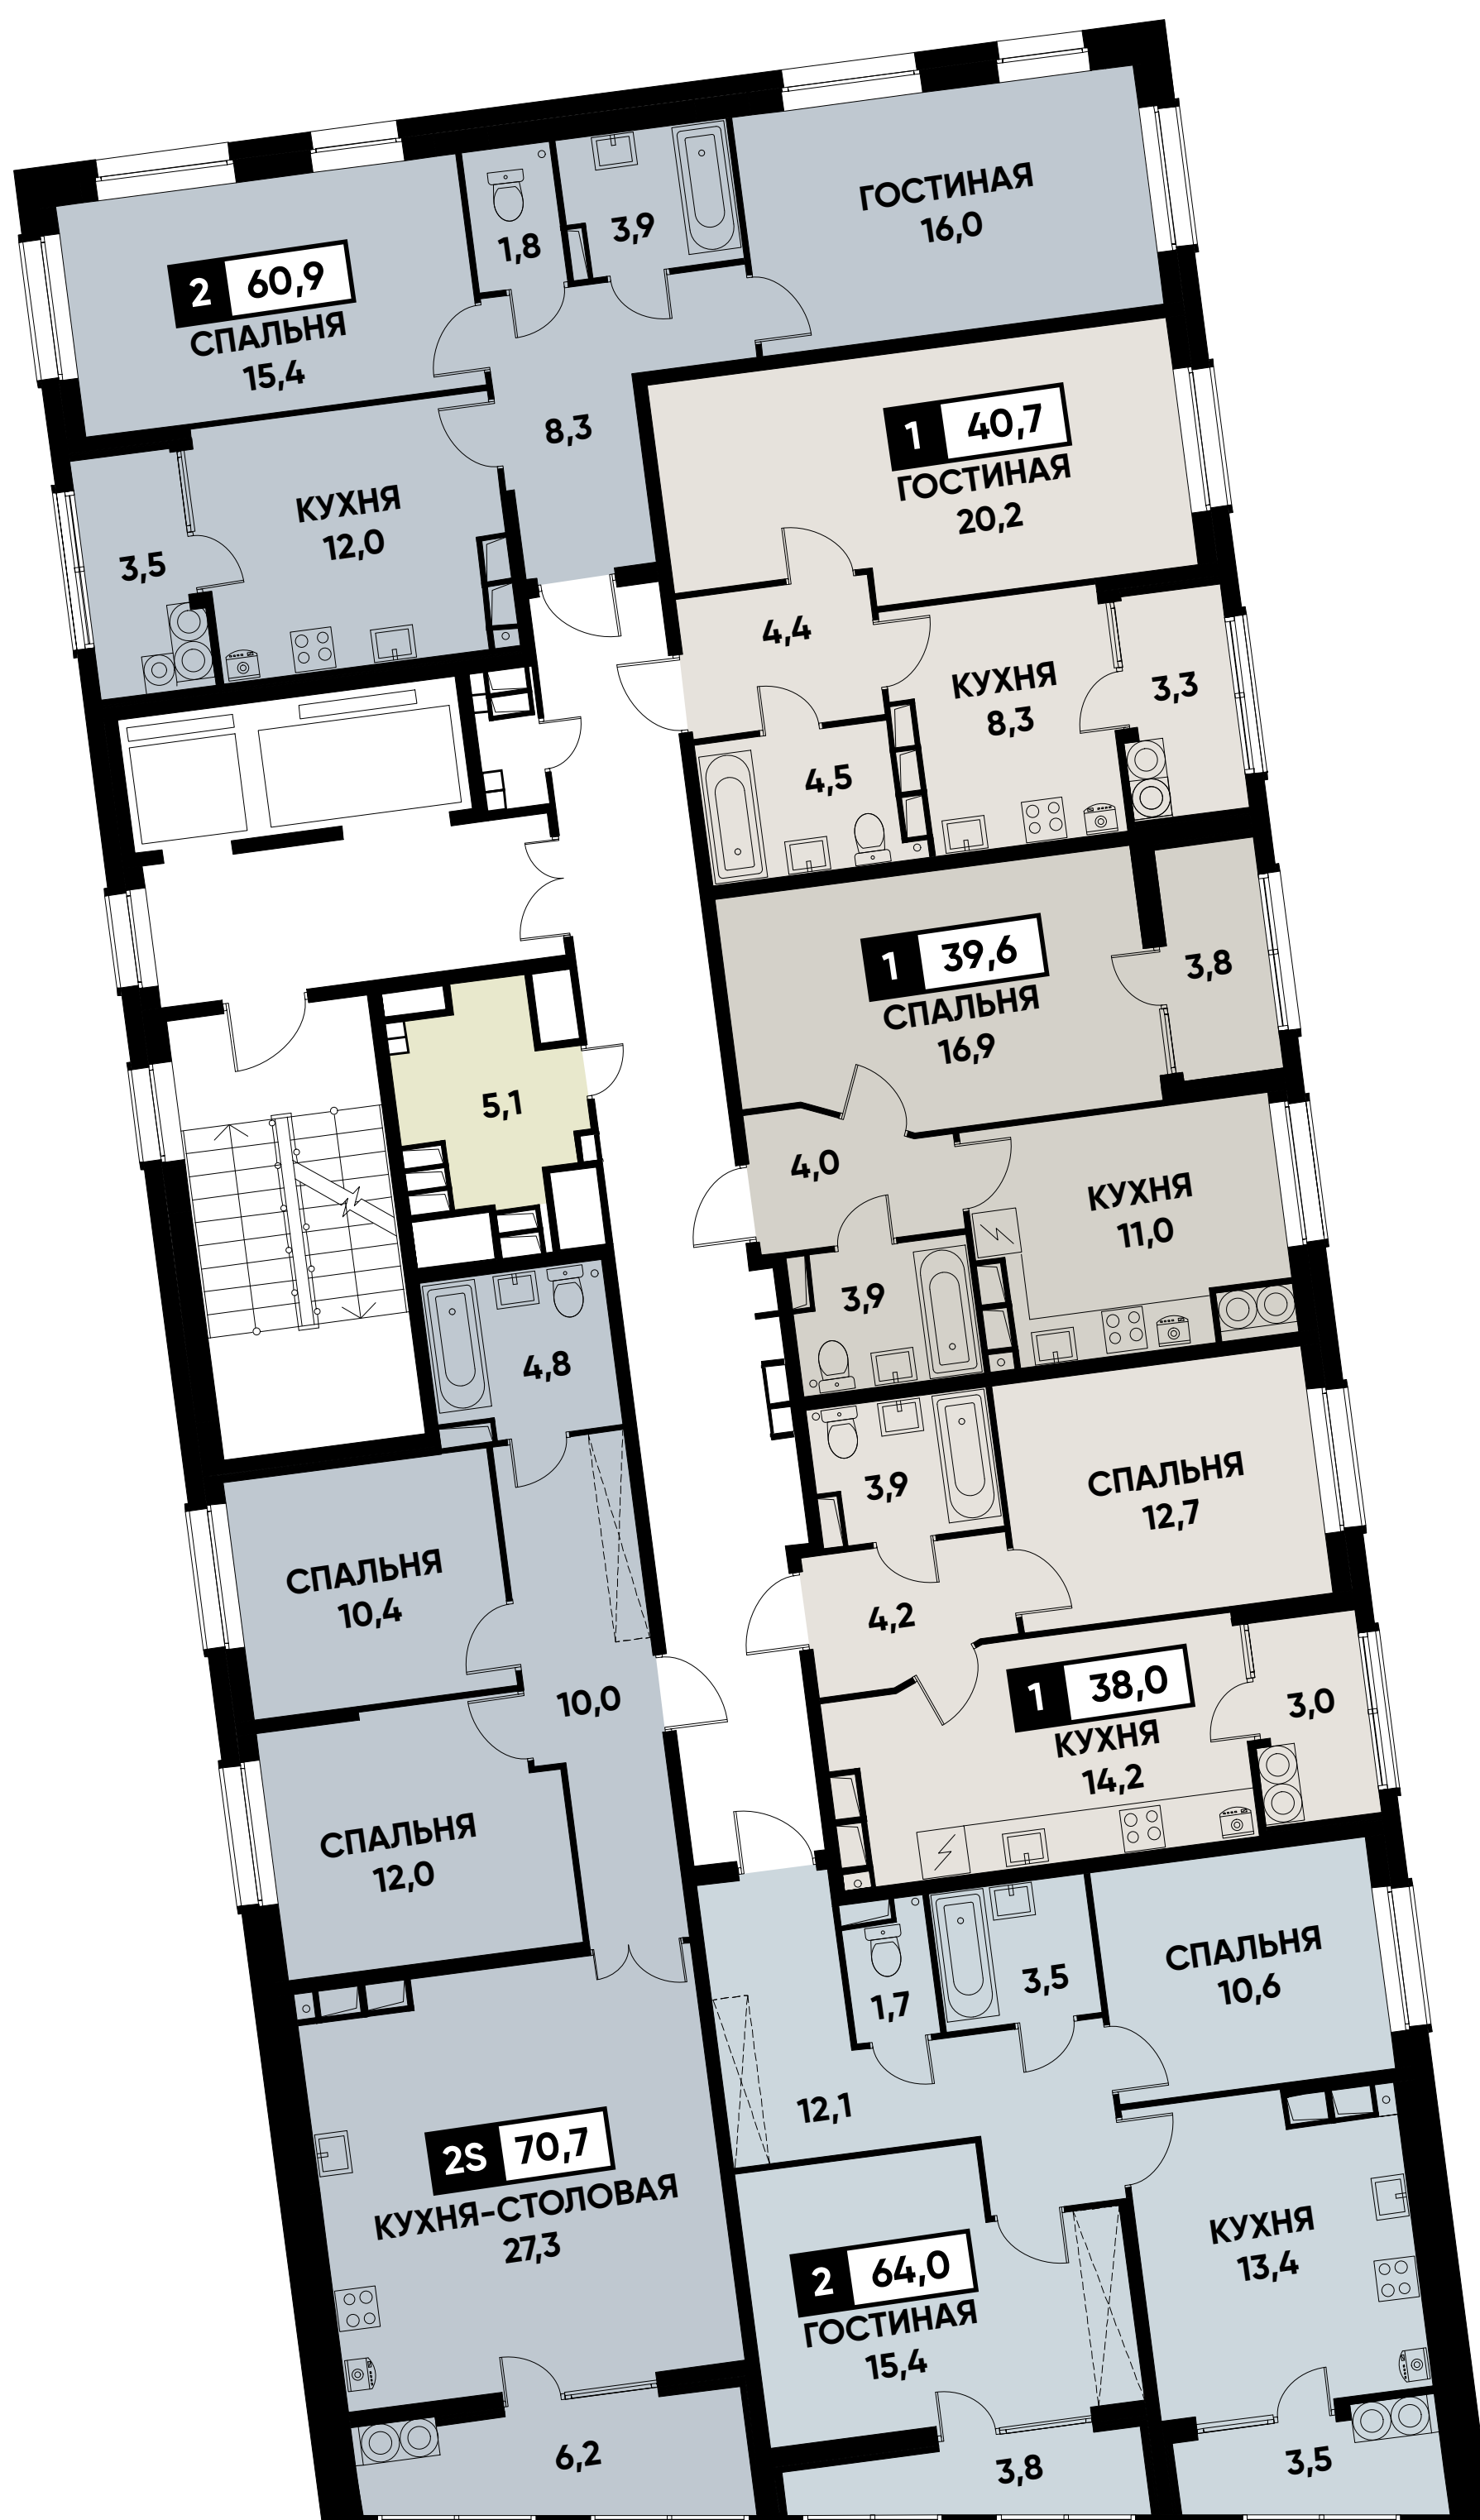 ГОСТИНАЯ
16,0
3,9
1,8
2 60,9
СПАЛЬНЯ
15,4
8,3
1 40,7
ГОСТИНАЯ
20,2
КУХНЯ
12,0
3,5
4,4
КУХНЯ
8,3
3,3
4,5
1 39,6
СПАЛЬНЯ
16,9
3,8
5,1
4,0
КУХНЯ
11,0
3,9
4,8
СПАЛЬНЯ
12,7
3,9
СПАЛЬНЯ
10,4
4,2
10,0
1 38,0
КУХНЯ
14,2
3,0
СПАЛЬНЯ
12,0
СПАЛЬНЯ
10,6
3,5
1,7
12,1
2S 70,7
КУХНЯ-СТОЛОВАЯ
27,3
КУХНЯ
13,4
2 64,0
ГОСТИНАЯ
15,4
6,2
3,8
3,5